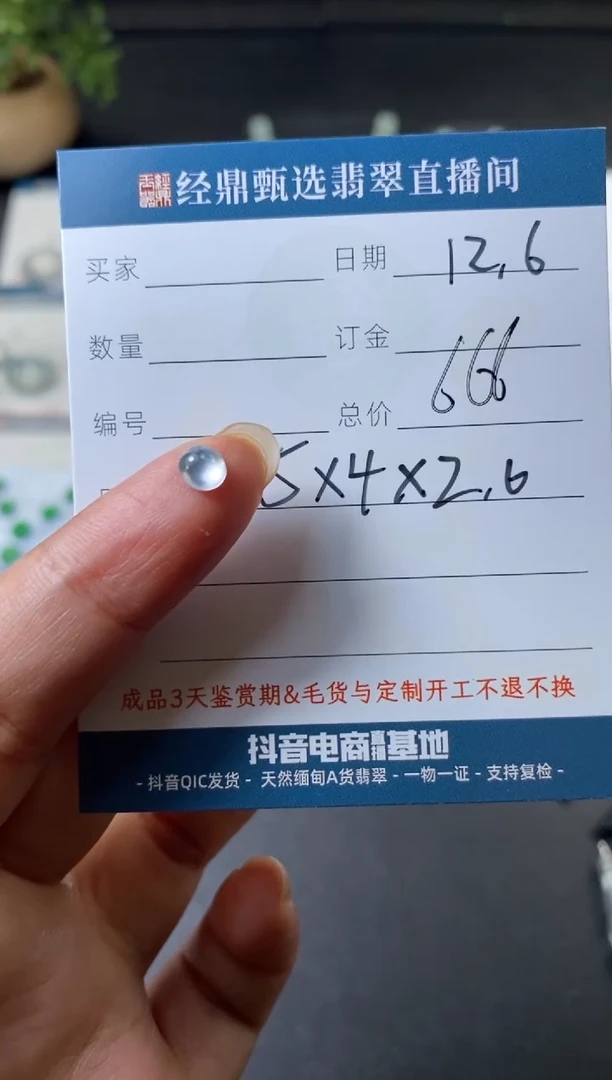 经鼎甄选翡翠直播间
买家 日期 12.6
数量 订金
编号 总价 666
5×4×2.6
成品3天鉴赏期&毛货与定制开工不退不换
抖音电商直播基地
- 抖音QIC发货 - 天然缅甸A货翡翠 - 一物一证 - 支持复检 -